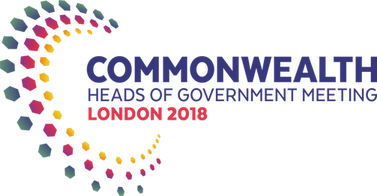 COMMONWEALTH
HEADS OF GOVERNMENT MEETING
LONDON 2018